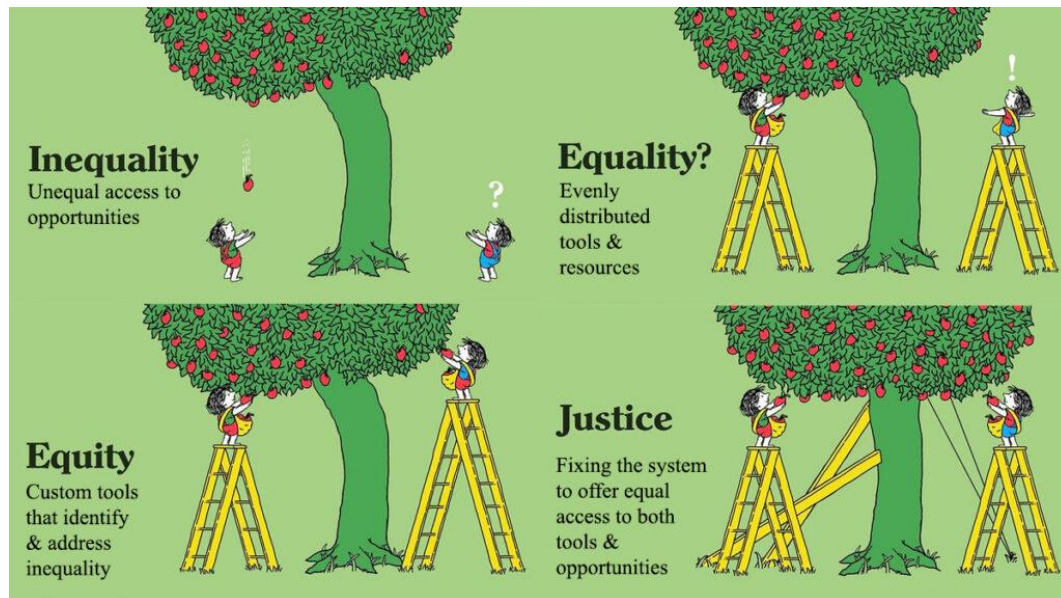 Inequality
Unequal access to
opportunities
?
Equality?
Evenly
distributed
tools &
resources
!
Equity
Custom tools
that identify
& address
inequality
Justice
Fixing the system
to offer equal
access to both
tools &
opportunities